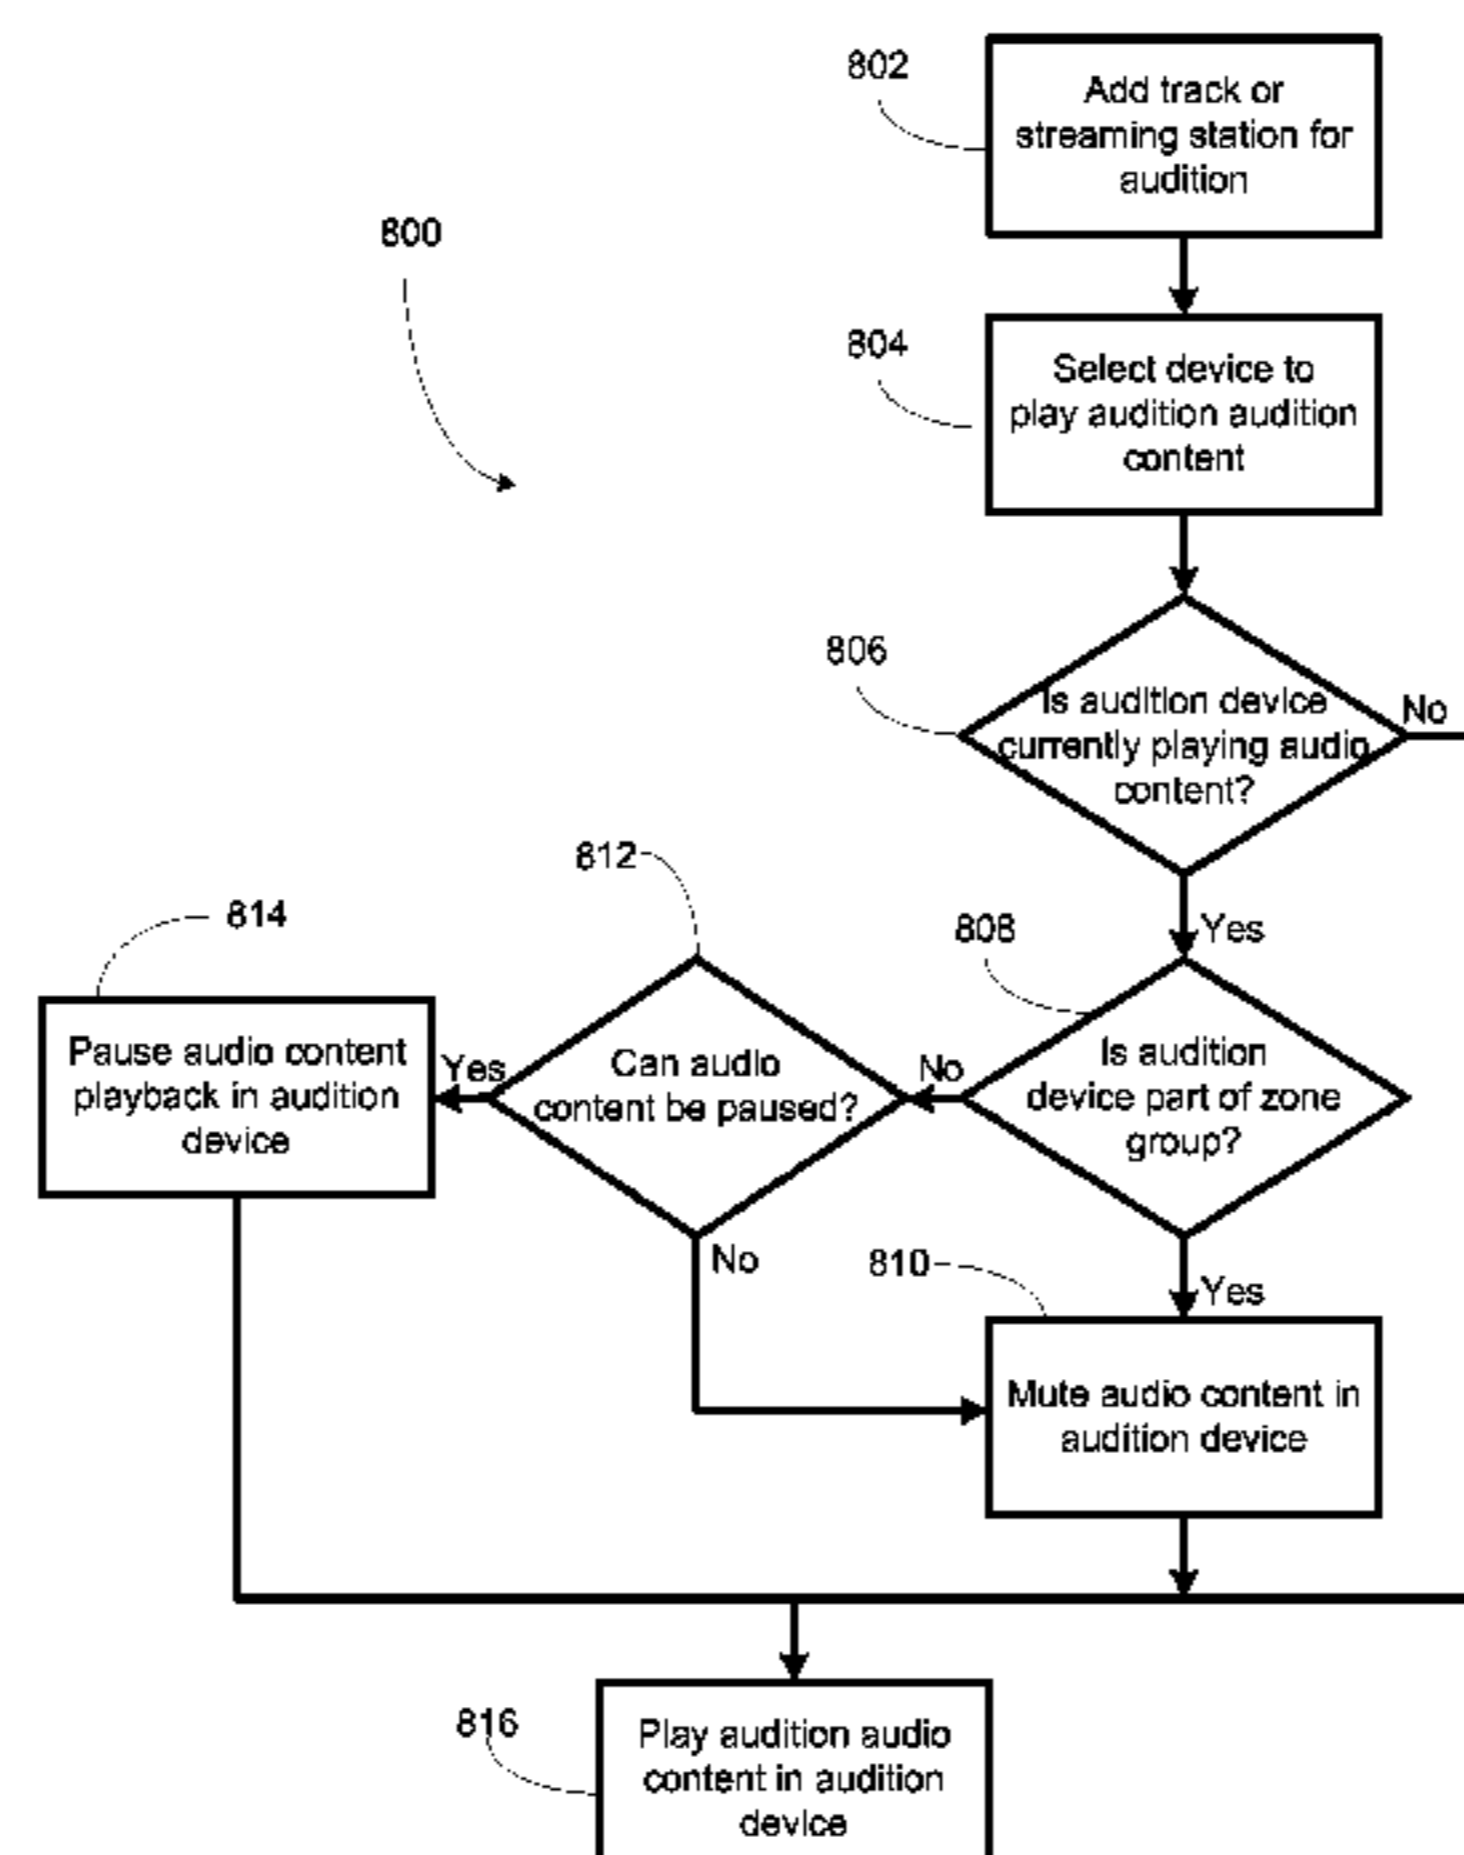 802
Add track or
streaming station for
audition
800
804
Select device to
play audition audition
content
806
Is audition device
currently playing audio
content?
No
Yes
812
814
808
Pause audio content
playback in audition
device
Yes
Can audio
content be paused?
No
Is audition
device part of zone
group?
No
810
Yes
Mute audio content in
audition device
816
Play audition audio
content in audition
device